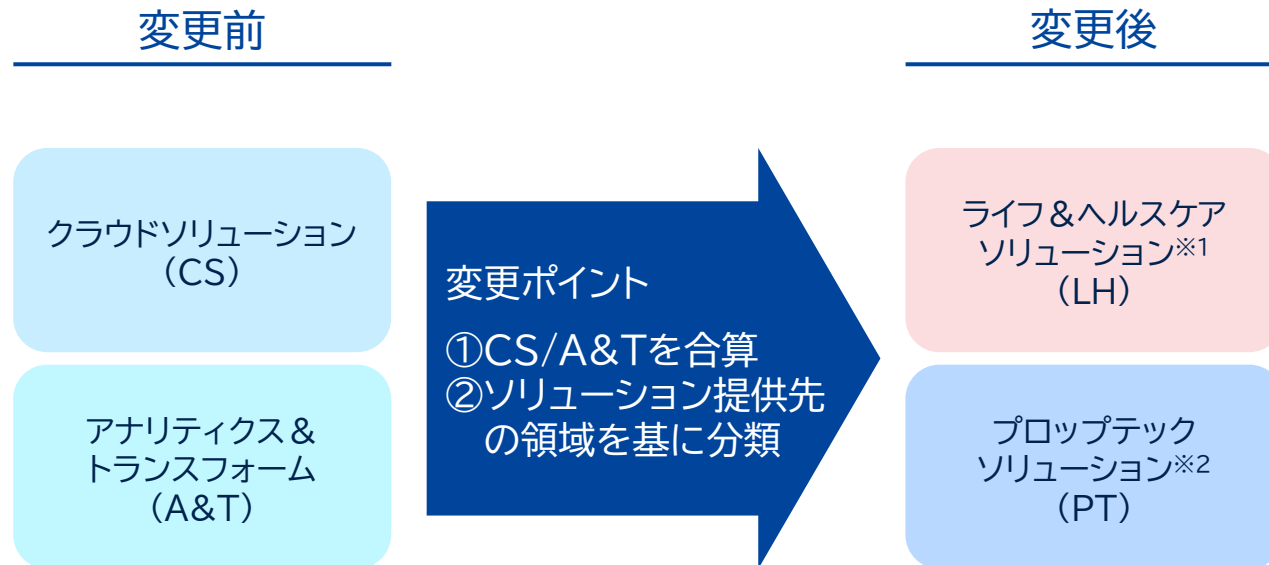 変更前
変更後
クラウドソリューション
（CS）
アナリティクス＆
トランスフォーム
（A&T）
変更ポイント
①CS/A&Tを合算
②ソリューション提供先
の領域を基に分類
ライフ＆ヘルスケア
ソリューション※1
（LH）
プロップテック
ソリューション※2
（PT）